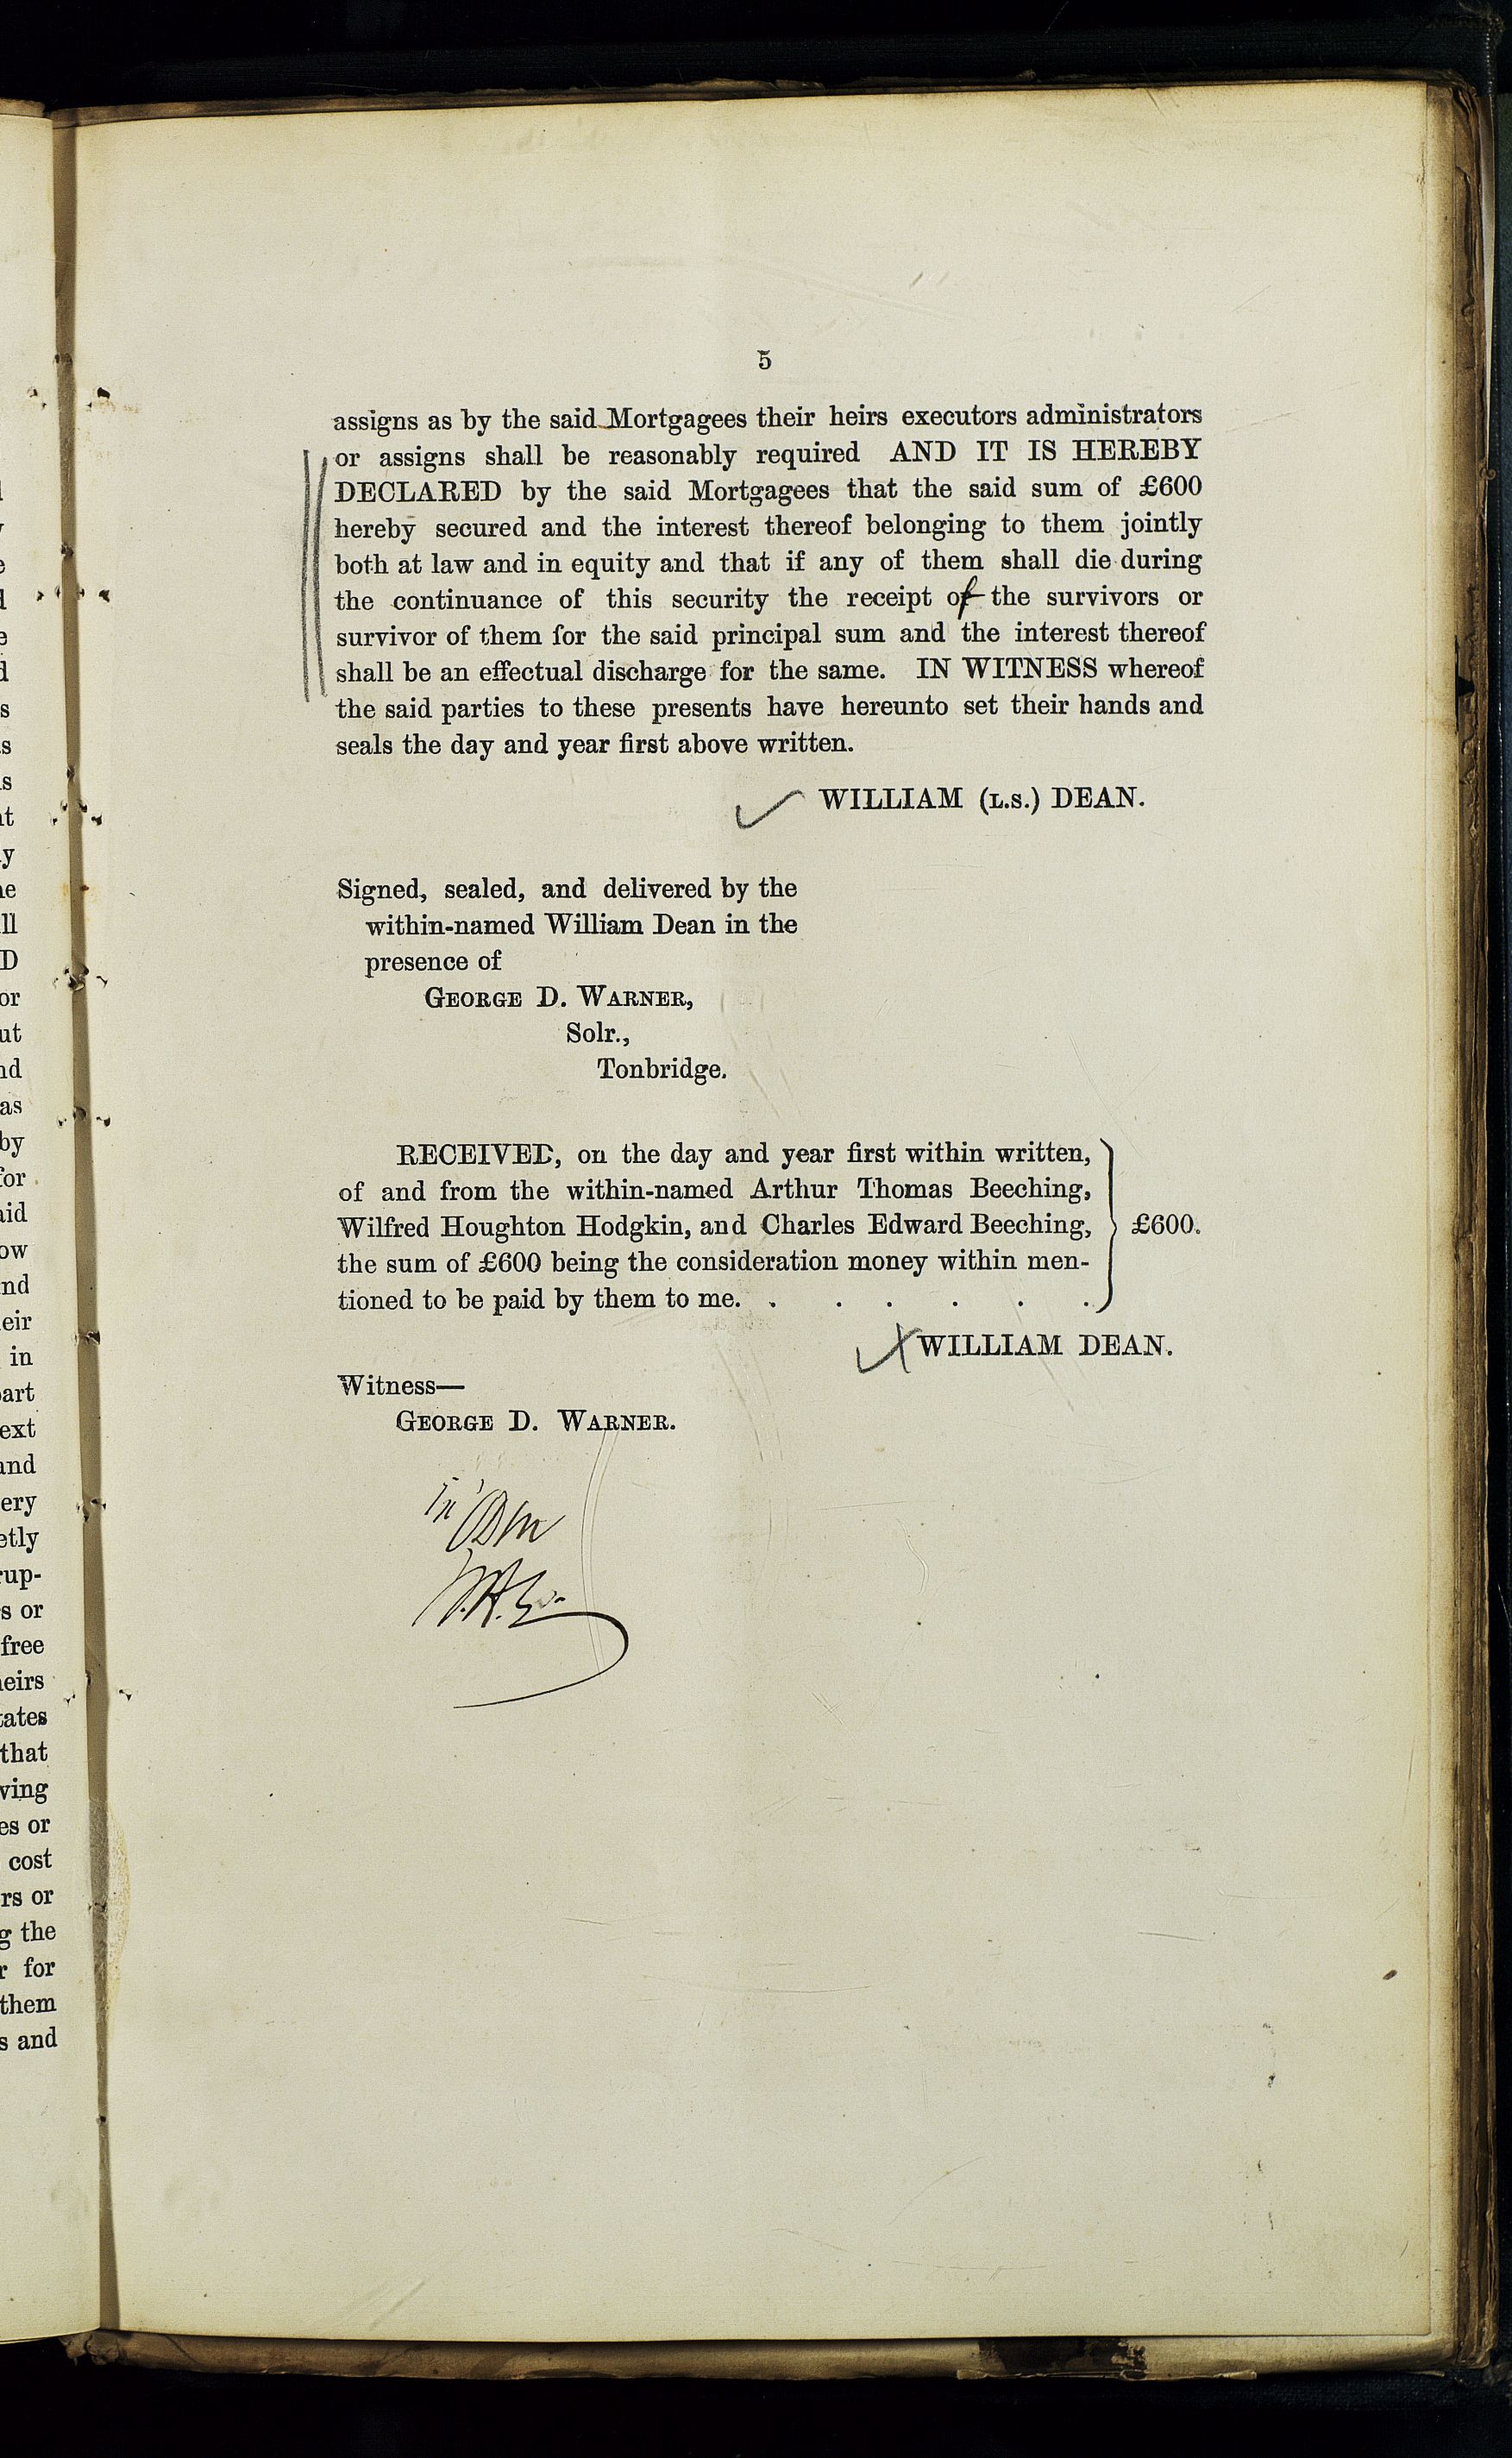 5
assigns as by the said Mortgagees their heirs executors administrators
or assigns shall be reasonably required AND IT IS HEREBY
DECLARED by the said Mortgagees that the said sum of £600
hereby secured and the interest thereof belonging to them jointly
both at law and in equity and that if any of them shall die during
the continuance of this security the receipt of the survivors or
survivor of them for the said principal sum and the interest thereof
shall be an effectual discharge for the same. IN WITNESS whereof
the said parties to these presents have hereunto set their hands and
seals the day and year first above written.
WILLIAM (L.S.) DEAN.
Signed, sealed, and delivered by the
within-named William Dean in the
presence of
GEORGE D. WARNER,
Solr.,
Tonbridge.
RECEIVED, on the day and year first within written,
of and from the within-named Arthur Thomas Beeching,
Wilfred Houghton Hodgkin, and Charles Edward Beeching, £600.
the sum of £600 being the consideration money within men-
tioned to be paid by them to me. . . . . . .
WILLIAM DEAN.
Witness—
GEORGE D. WARNER.